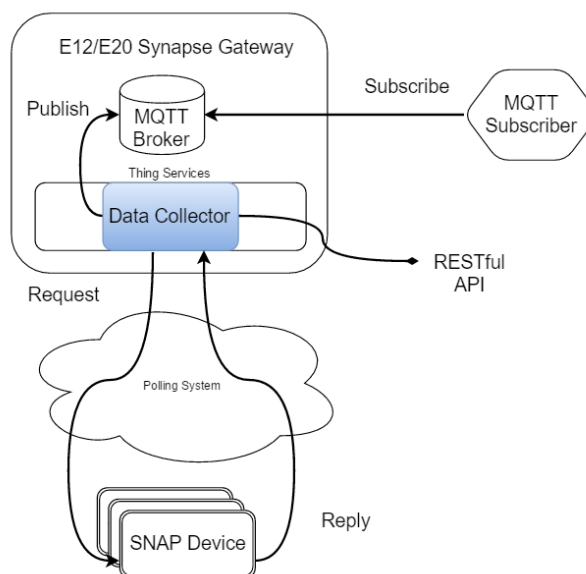 E12/E20 Synapse Gateway
Publish
MQTT
Broker
Subscribe
MQTT
Subscriber
Thing Services
Data Collector
RESTful
API
Request
Polling System
SNAP Device
Reply